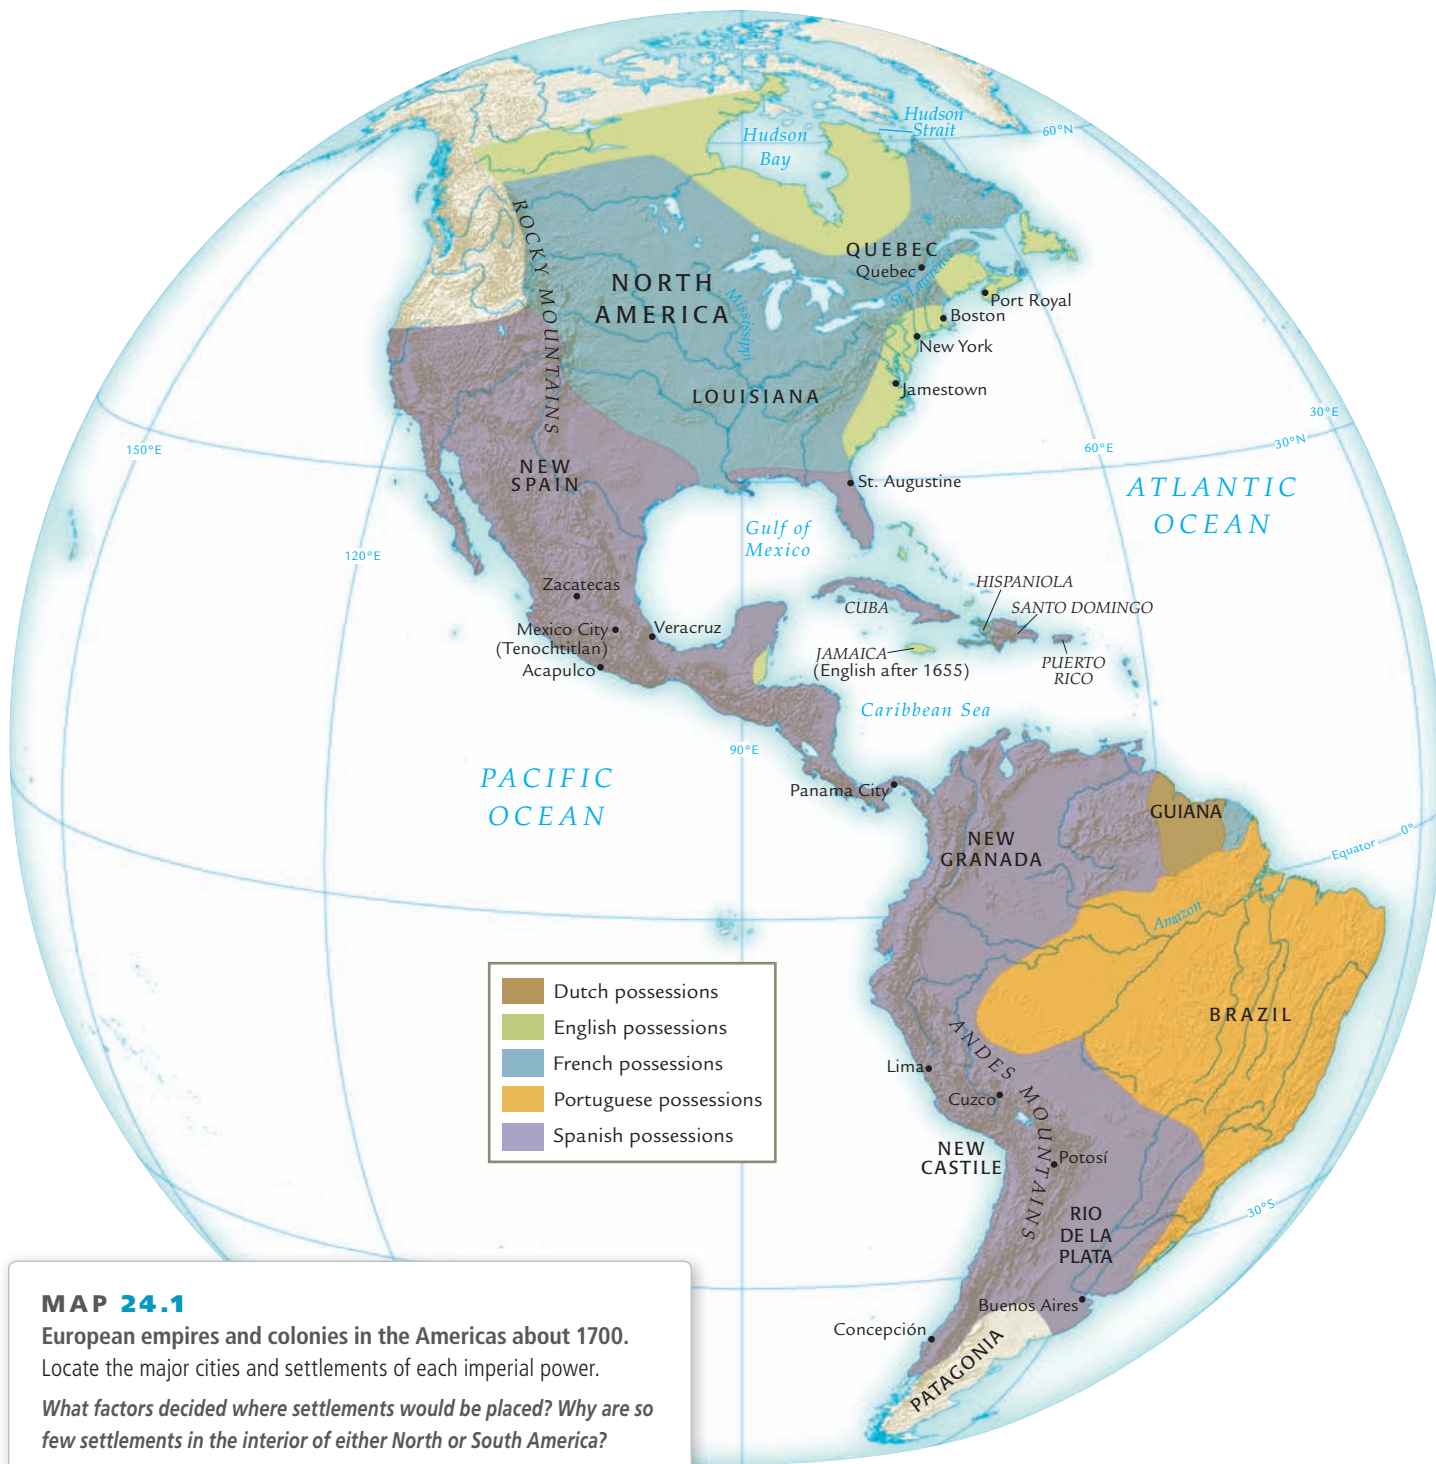 Hudson
Strait
60°N
Hudson
Bay
ROCKY MOUNTAINS
QUEBEC
Quebec
St. Lawrence
NORTH
AMERICA
Mississippi
Port Royal
Boston
New York
Jamestown
LOUISIANA
30°E
30°N
60°E
150°E
NEW
SPAIN
St. Augustine
ATLANTIC
OCEAN
Gulf of
Mexico
120°E
Zacatecas
HISPANIOLA
CUBA
SANTO DOMINGO
Mexico City
(Tenochtitlan)
Veracruz
Acapulco
JAMAICA
(English after 1655)
PUERTO
RICO
Caribbean Sea
90°E
PACIFIC
OCEAN
Panama City
GUIANA
NEW
GRANADA
Equator
0°
Amazon
Dutch possessions
English possessions
French possessions
Portuguese possessions
Spanish possessions
BRAZIL
ANDES MOUNTAINS
Lima
Cuzco
NEW
CASTILE
Potosí
RIO
DE LA
PLATA
30°S
Buenos Aires
Concepción
PATAGONIA
MAP 24.1
European empires and colonies in the Americas about 1700.
Locate the major cities and settlements of each imperial power.
What factors decided where settlements would be placed? Why are so
few settlements in the interior of either North or South America?